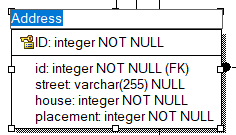 Address
ID: integer NOT NULL
id: integer NOT NULL (FK)
street: varchar(255) NULL
house: integer NOT NULL
placement: integer NOT NULL